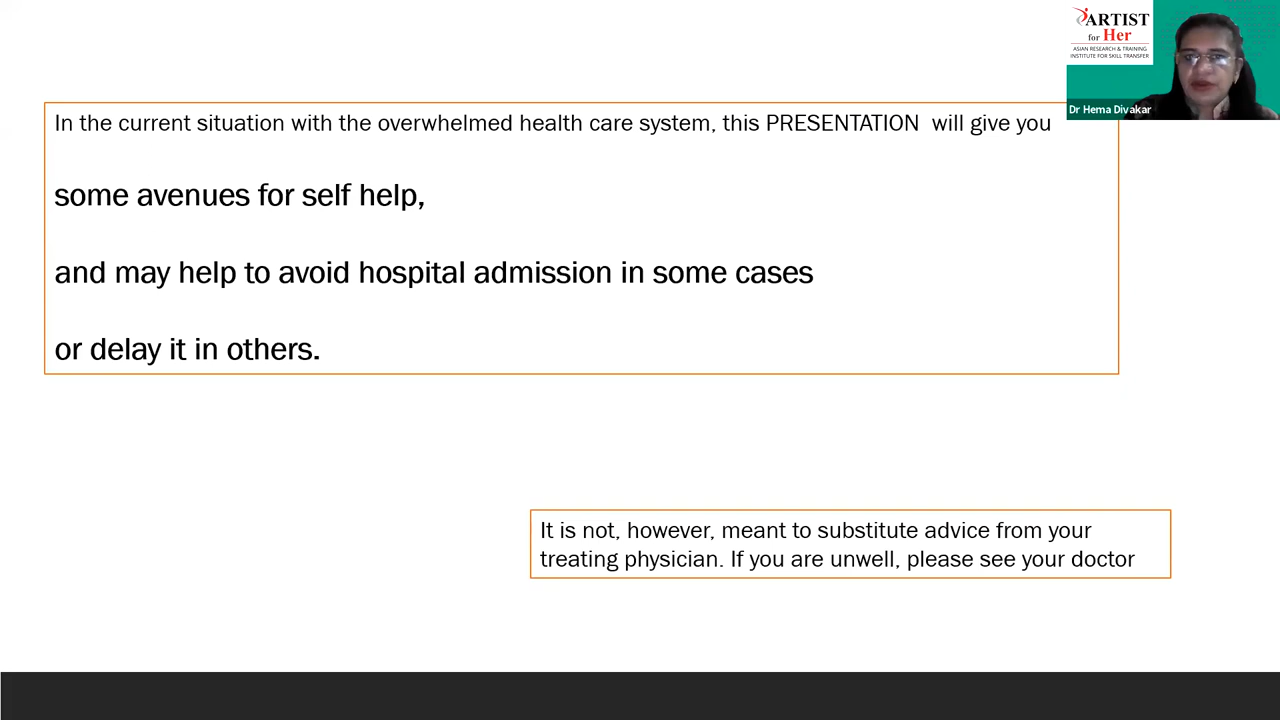 ARTIST
for Her
ASIAN RESEARCH & TRAINING
INSTITUTE FOR SKILL TRANSFER
Dr Hema Divakar
In the current situation with the overwhelmed health care system, this PRESENTATION will give you
some avenues for self help,
and may help to avoid hospital admission in some cases
or delay it in others.
It is not, however, meant to substitute advice from your
treating physician. If you are unwell, please see your doctor